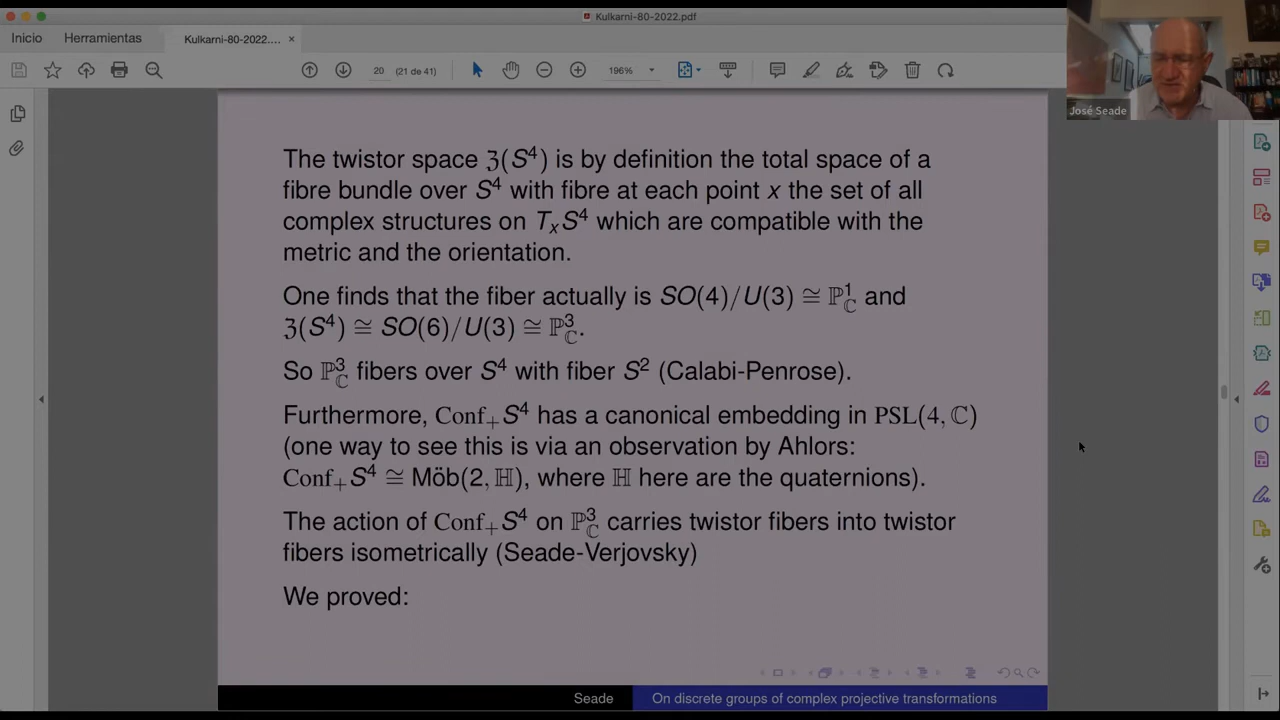 Kulkarni-80-2022.pdf
Inicio
Herramientas
Kulkarni-80-2022....
20
(21 de 41)
196%
José Seade
The twistor space ℨ(S⁴) is by definition the total space of a
fibre bundle over S⁴ with fibre at each point x the set of all
complex structures on TₓS⁴ which are compatible with the
metric and the orientation.
One finds that the fiber actually is SO(4)/U(3) ≅ ℙ¹_ℂ and
ℨ(S⁴) ≅ SO(6)/U(3) ≅ ℙ³_ℂ.
So ℙ³_ℂ fibers over S⁴ with fiber S² (Calabi-Penrose).
Furthermore, Conf₊S⁴ has a canonical embedding in PSL(4, ℂ)
(one way to see this is via an observation by Ahlors:
Conf₊S⁴ ≅ Möb(2, ℍ), where ℍ here are the quaternions).
The action of Conf₊S⁴ on ℙ³_ℂ carries twistor fibers into twistor
fibers isometrically (Seade-Verjovsky)
We proved:
Seade
On discrete groups of complex projective transformations